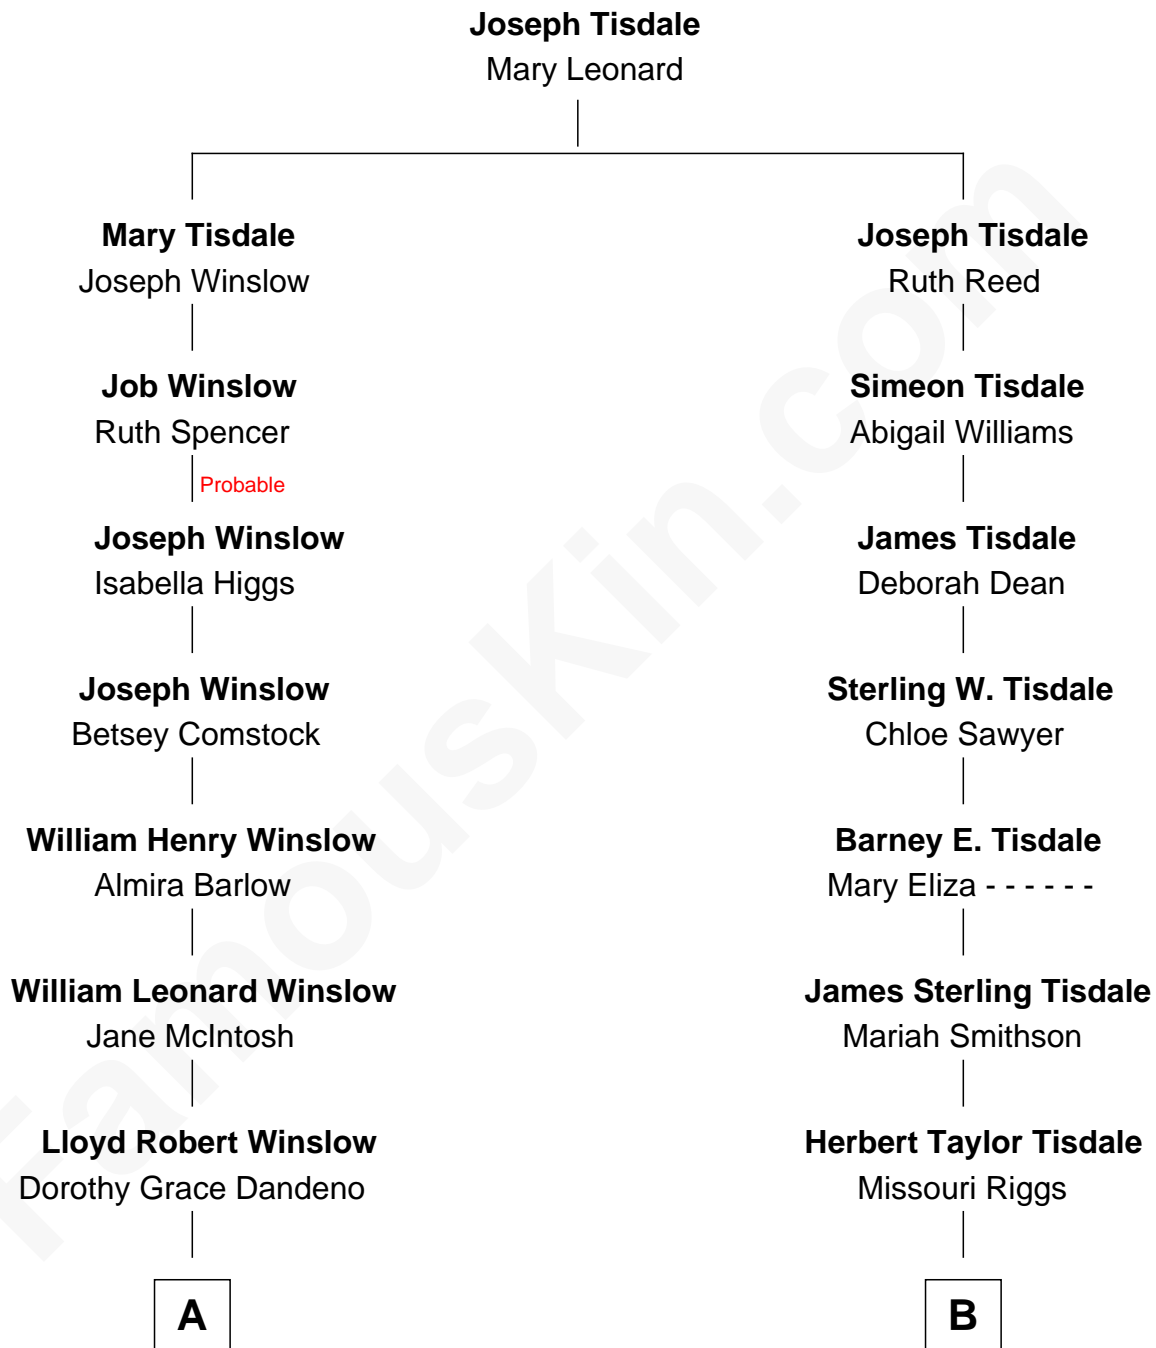 Joseph Tisdale
Mary Leonard
Mary Tisdale
Joseph Winslow
Joseph Tisdale
Ruth Reed
Job Winslow
Ruth Spencer
Simeon Tisdale
Abigail Williams
Probable
Joseph Winslow
Isabella Higgs
James Tisdale
Deborah Dean
Joseph Winslow
Betsey Comstock
Sterling W. Tisdale
Chloe Sawyer
William Henry Winslow
Almira Barlow
Barney E. Tisdale
Mary Eliza - - - - - -
William Leonard Winslow
Jane McIntosh
James Sterling Tisdale
Mariah Smithson
Lloyd Robert Winslow
Dorothy Grace Dandeno
Herbert Taylor Tisdale
Missouri Riggs
A
B
FamousKin.com